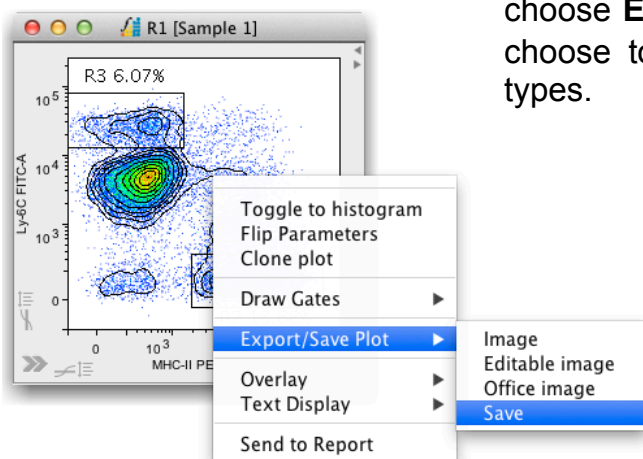 choose E
choose to
types.
R1 [Sample 1]
R3 6.07%
10⁵
10⁴
10³
0
Ly-6C FITC-A
0 10³
MHC-II PE
Toggle to histogram
Flip Parameters
Clone plot
Draw Gates
Export/Save Plot
Overlay
Text Display
Send to Report
Image
Editable image
Office image
Save